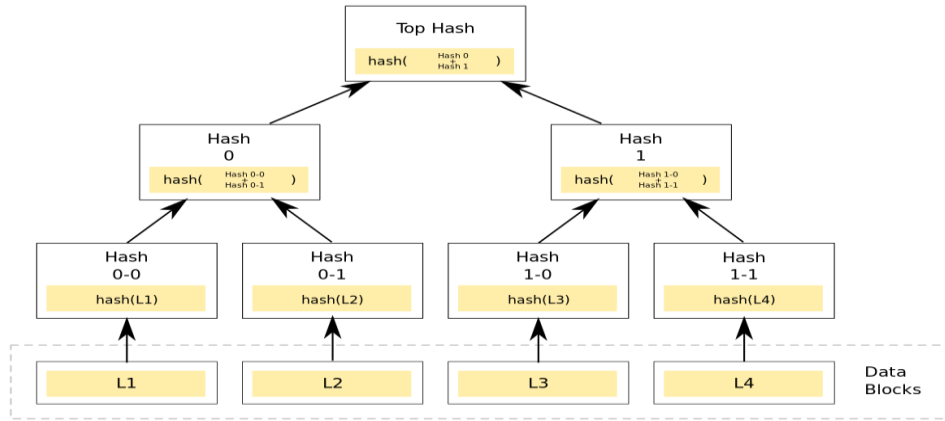 Top Hash
hash( Hash 0 + Hash 1 )
Hash
0
hash( Hash 0-0 + Hash 0-1 )
Hash
1
hash( Hash 1-0 + Hash 1-1 )
Hash
0-0
hash(L1)
Hash
0-1
hash(L2)
Hash
1-0
hash(L3)
Hash
1-1
hash(L4)
L1
L2
L3
L4
Data
Blocks